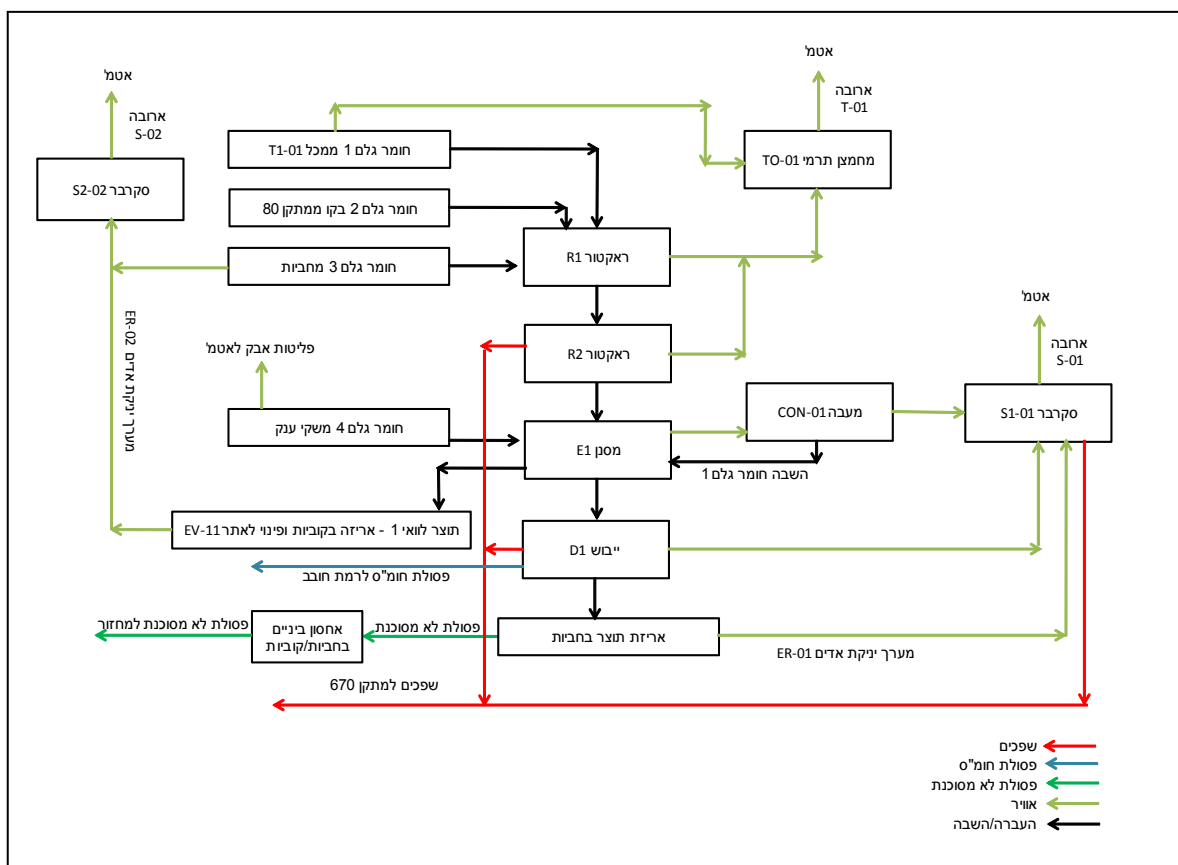 אטמ'
ארובה
S-02
סקרבר S2-02
אטמ'
ארובה
T-01
מחמצן תרמי TO-01
חומר גלם 1 ממכל T1-01
חומר גלם 2 בקו ממתקן 80
חומר גלם 3 מחביות
ראקטור R1
מערך יניקת אדים ER-02
פליטות אבק לאטמ'
ראקטור R2
אטמ'
ארובה
S-01
חומר גלם 4 משקי ענק
מסנן E1
מעבה CON-01
סקרבר S1-01
השבה חומר גלם 1
תוצר לוואי 1 - אריזה בקוביות ופינוי לאתר EV-11
ייבוש D1
פסולת חומ"ס לרמת חובב
אריזת תוצר בחביות
פסולת לא מסוכנת
אחסון ביניים
בחביות/קוביות
פסולת לא מסוכנת למחזור
מערך יניקת אדים ER-01
שפכים למתקן 670
שפכים
פסולת חומ"ס
פסולת לא מסוכנת
אוויר
העברה/השבה